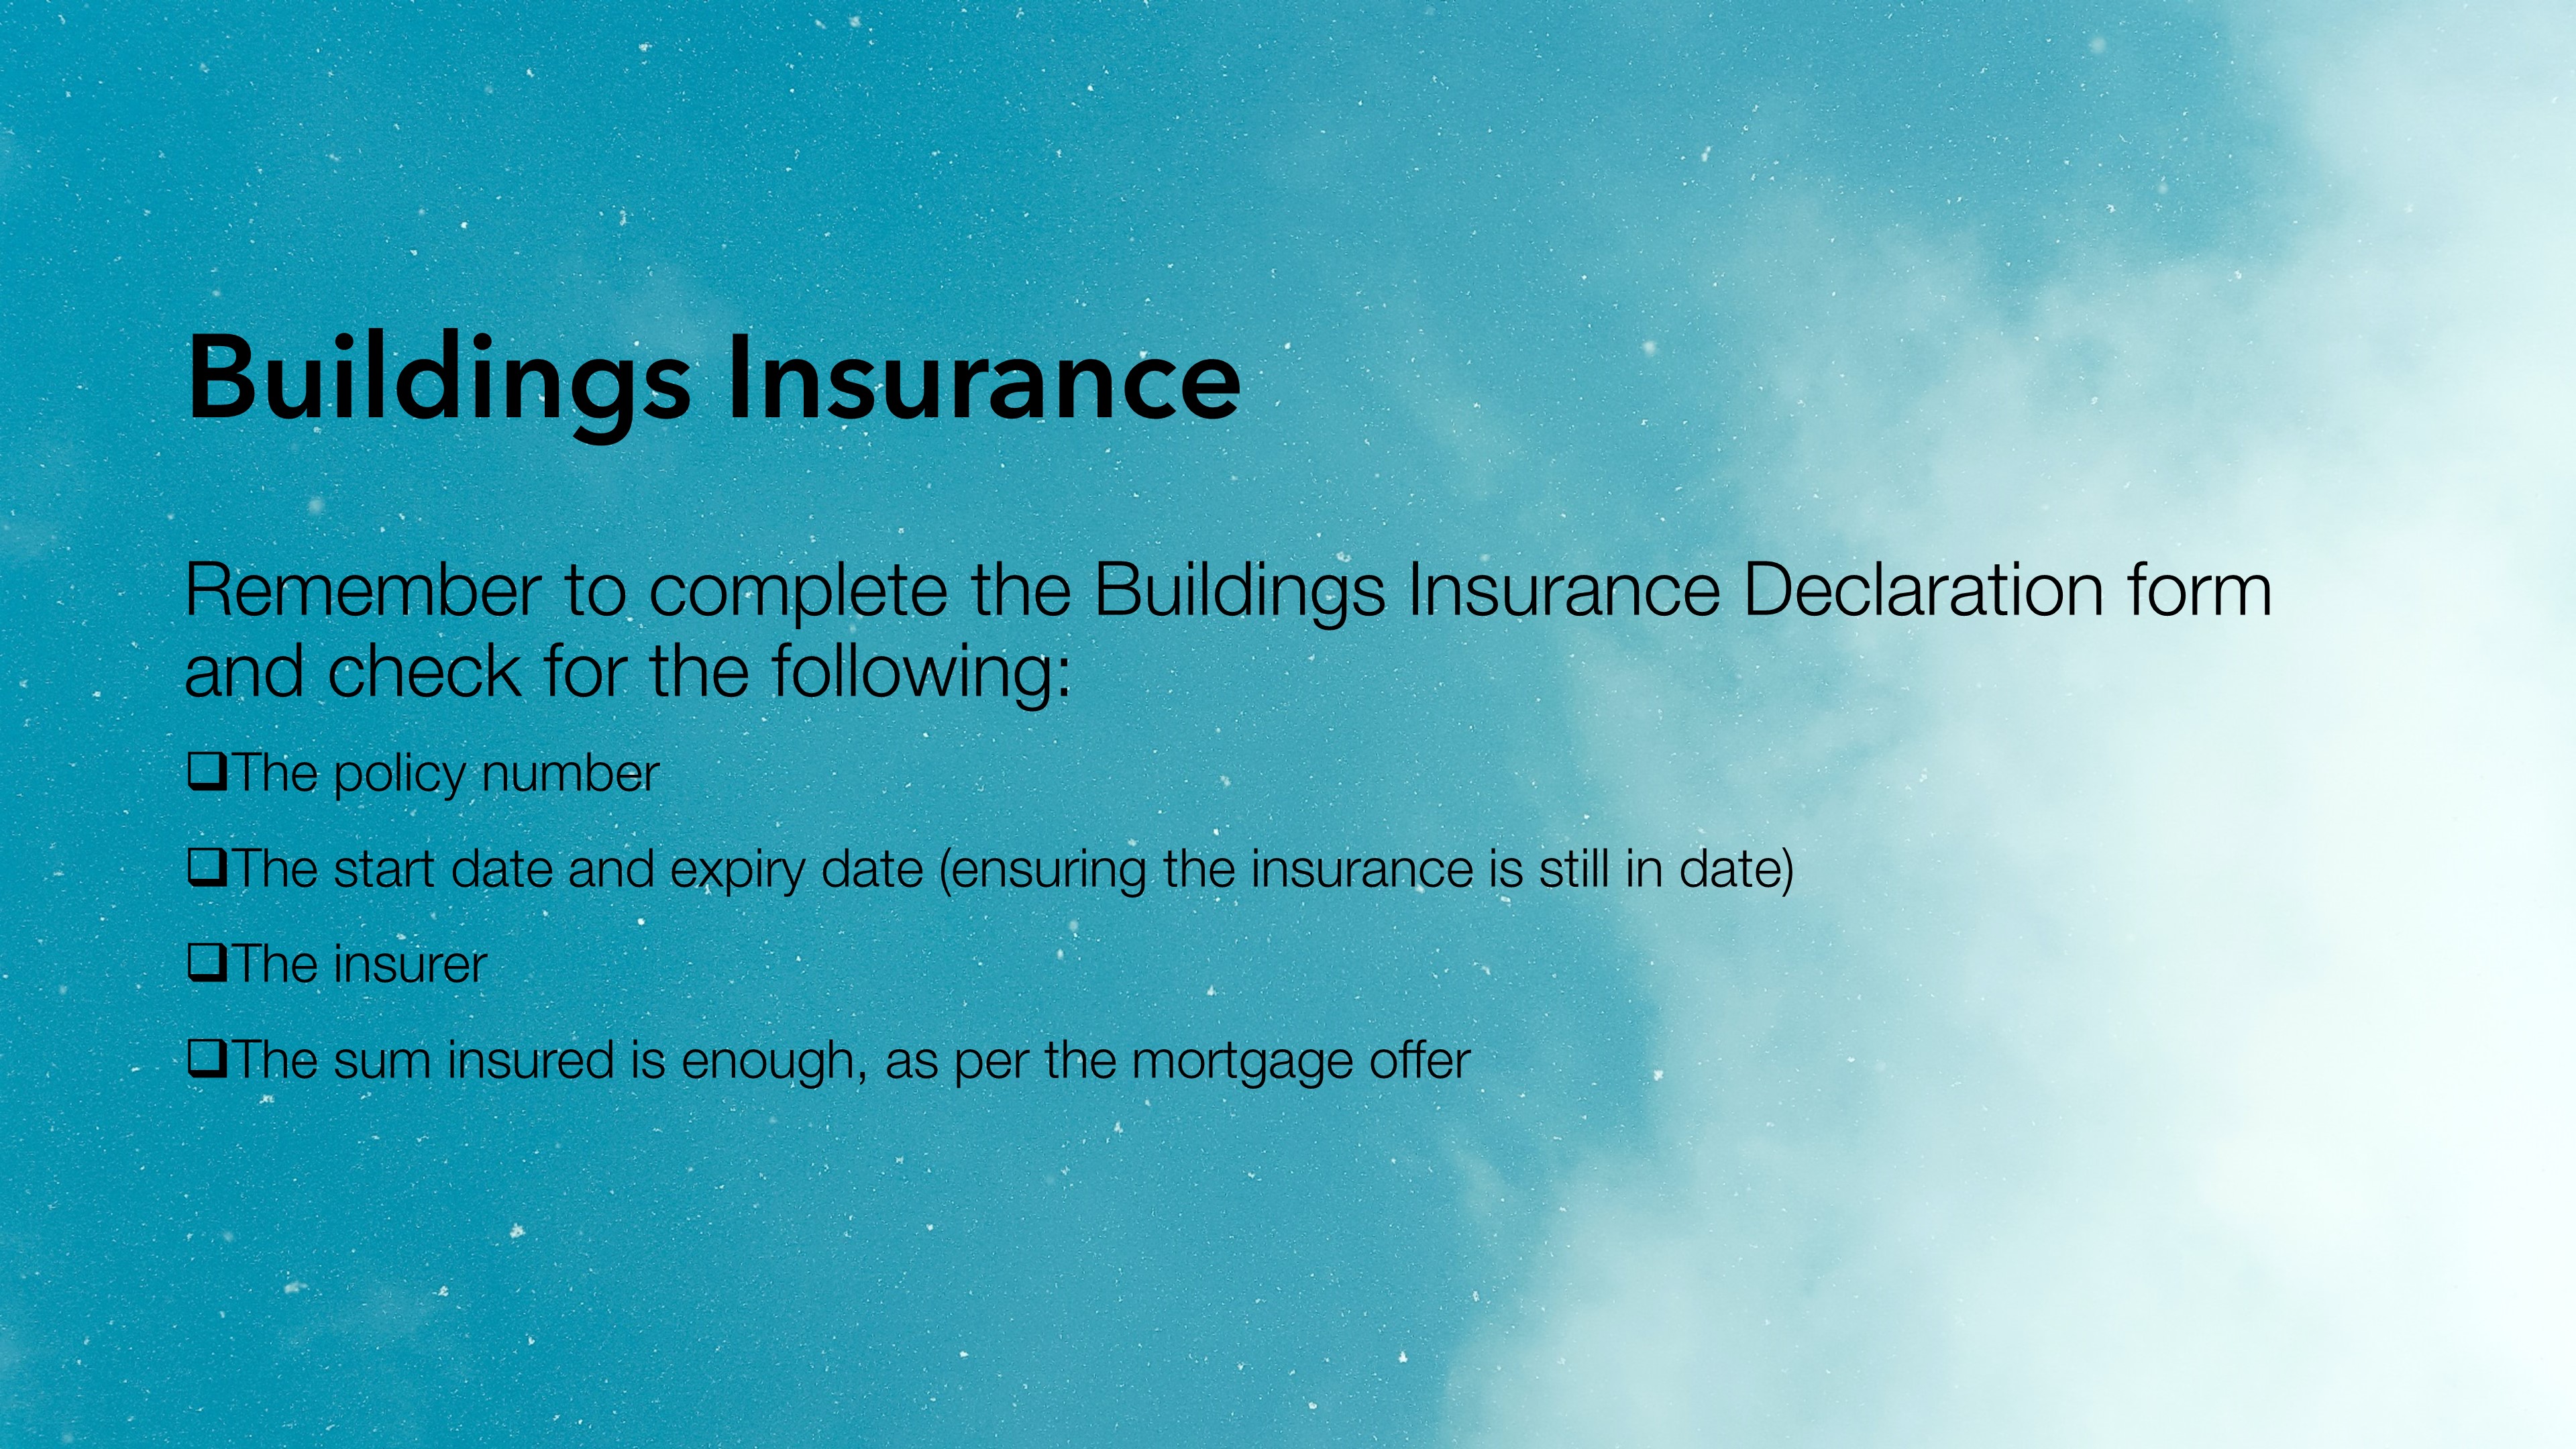 Buildings Insurance
Remember to complete the Buildings Insurance Declaration form
and check for the following:
❑The policy number
❑The start date and expiry date (ensuring the insurance is still in date)
❑The insurer
❑The sum insured is enough, as per the mortgage offer